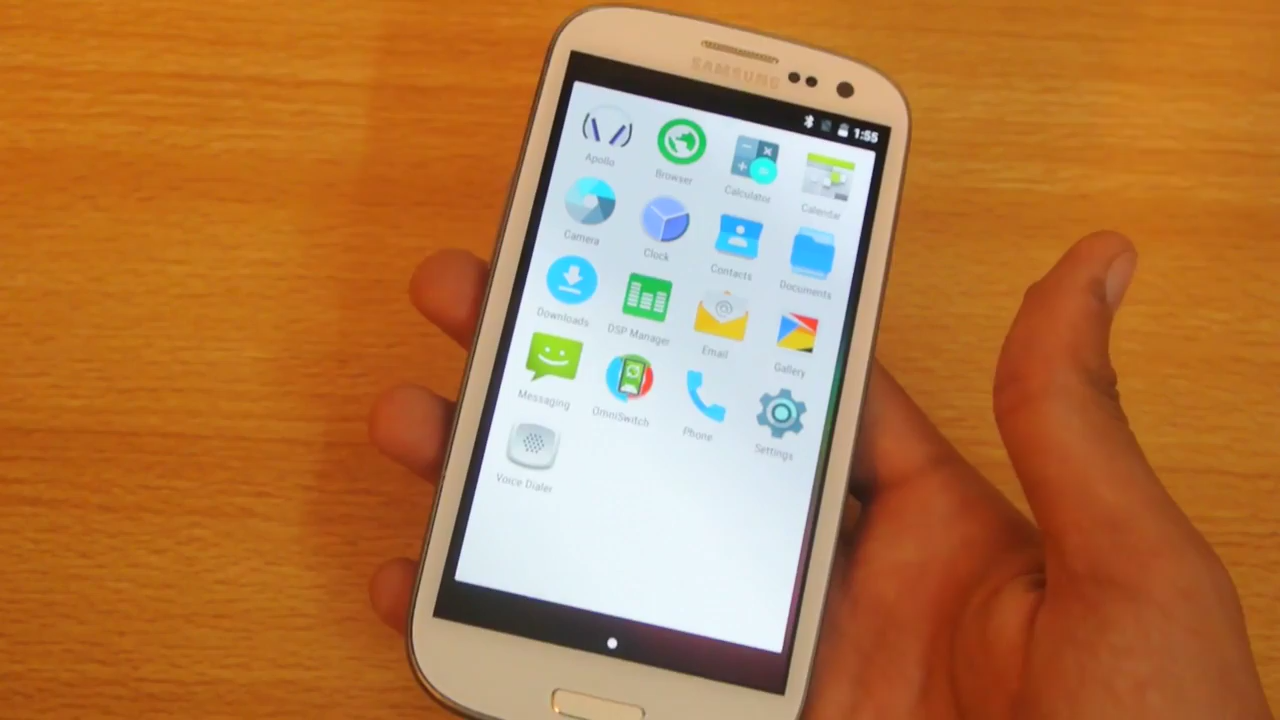 SAMSUNG
1:55
Apollo
Browser
Calculator
Calendar
Camera
Clock
Contacts
Documents
Downloads
DSP Manager
Email
Gallery
Messaging
OmniSwitch
Phone
Settings
Voice Dialer